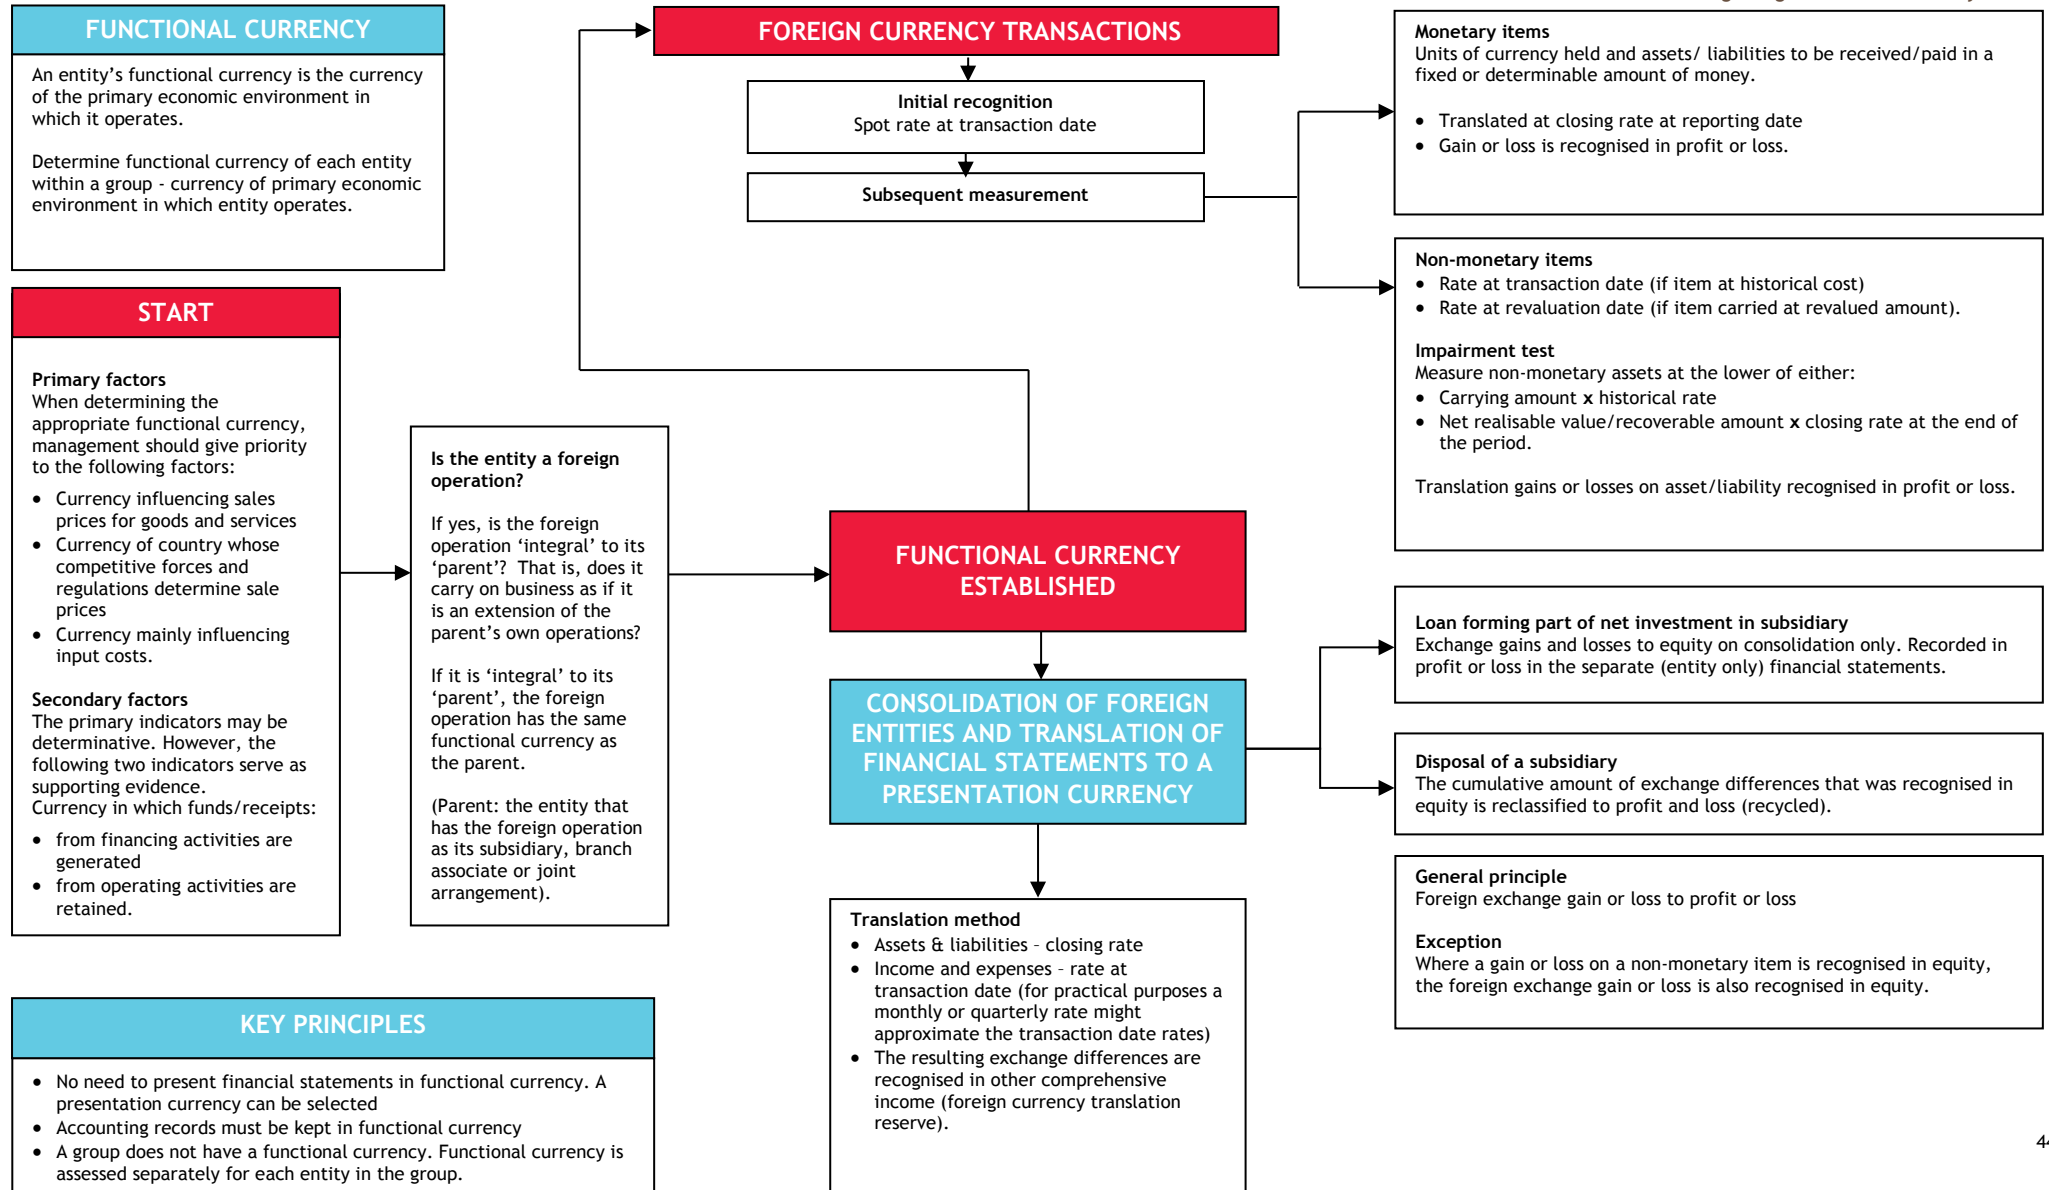 FUNCTIONAL CURRENCY
An entity's functional currency is the currency
of the primary economic environment in
which it operates.
Determine functional currency of each entity
within a group - currency of primary economic
environment in which entity operates.
START
Primary factors
When determining the
appropriate functional currency,
management should give priority
to the following factors:
• Currency influencing sales
prices for goods and services
• Currency of country whose
competitive forces and
regulations determine sale
prices
• Currency mainly influencing
input costs.
Secondary factors
The primary indicators may be
determinative. However, the
following two indicators serve as
supporting evidence.
Currency in which funds/receipts:
• from financing activities are
generated
• from operating activities are
retained.
Is the entity a foreign
operation?
If yes, is the foreign
operation ‘integral’ to its
‘parent’? That is, does it
carry on business as if it
is an extension of the
parent’s own operations?
If it is ‘integral’ to its
‘parent’, the foreign
operation has the same
functional currency as
the parent.
(Parent: the entity that
has the foreign operation
as its subsidiary, branch
associate or joint
arrangement).
FUNCTIONAL CURRENCY
ESTABLISHED
FOREIGN CURRENCY TRANSACTIONS
Initial recognition
Spot rate at transaction date
Subsequent measurement
Monetary items
Units of currency held and assets/ liabilities to be received/paid in a
fixed or determinable amount of money.
• Translated at closing rate at reporting date
• Gain or loss is recognised in profit or loss.
Non-monetary items
• Rate at transaction date (if item at historical cost)
• Rate at revaluation date (if item carried at revalued amount).
Impairment test
Measure non-monetary assets at the lower of either:
• Carrying amount x historical rate
• Net realisable value/recoverable amount x closing rate at the end of
the period.
Translation gains or losses on asset/liability recognised in profit or loss.
CONSOLIDATION OF FOREIGN
ENTITIES AND TRANSLATION OF
FINANCIAL STATEMENTS TO A
PRESENTATION CURRENCY
Loan forming part of net investment in subsidiary
Exchange gains and losses to equity on consolidation only. Recorded in
profit or loss in the separate (entity only) financial statements.
Disposal of a subsidiary
The cumulative amount of exchange differences that was recognised in
equity is reclassified to profit and loss (recycled).
General principle
Foreign exchange gain or loss to profit or loss
Exception
Where a gain or loss on a non-monetary item is recognised in equity,
the foreign exchange gain or loss is also recognised in equity.
Translation method
• Assets & liabilities – closing rate
• Income and expenses – rate at
transaction date (for practical purposes a
monthly or quarterly rate might
approximate the transaction date rates)
• The resulting exchange differences are
recognised in other comprehensive
income (foreign currency translation
reserve).
KEY PRINCIPLES
• No need to present financial statements in functional currency. A
presentation currency can be selected
• Accounting records must be kept in functional currency
• A group does not have a functional currency. Functional currency is
assessed separately for each entity in the group.